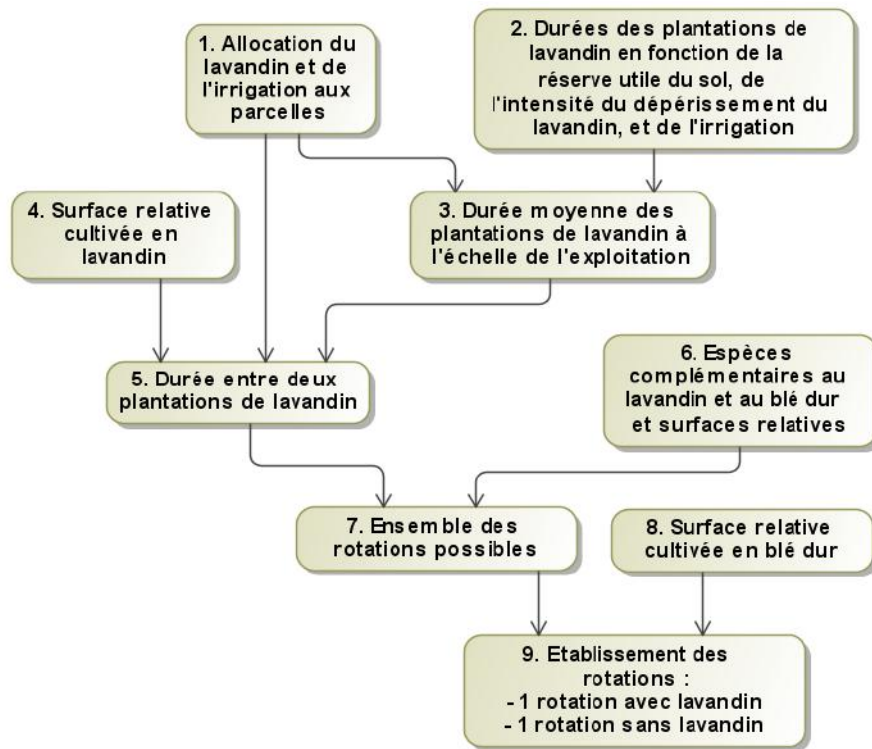 1. Allocation du
lavandin et de
l'irrigation aux
parcelles
2. Durées des plantations de
lavandin en fonction de la
réserve utile du sol, de
l'intensité du dépérissement du
lavandin, et de l'irrigation
4. Surface relative
cultivée en
lavandin
3. Durée moyenne des
plantations de lavandin à
l'échelle de l'exploitation
5. Durée entre deux
plantations de lavandin
6. Espèces
complémentaires au
lavandin et au blé dur
et surfaces relatives
7. Ensemble des
rotations possibles
8. Surface relative
cultivée en blé dur
9. Etablissement des
rotations :
- 1 rotation avec lavandin
- 1 rotation sans lavandin